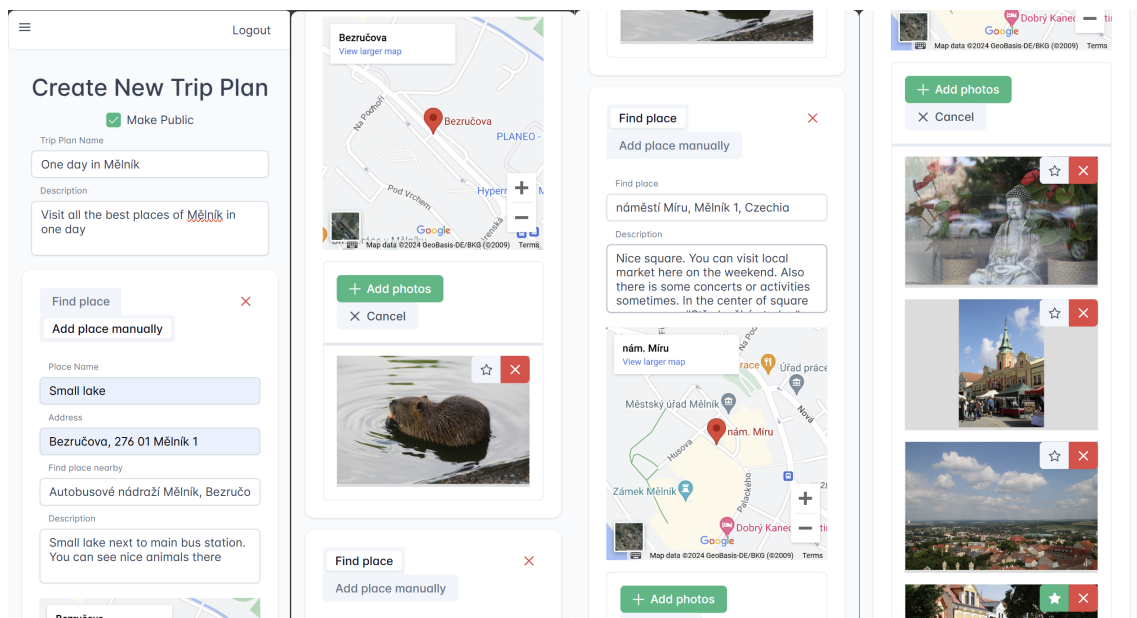 Logout
Create New Trip Plan
Make Public
Trip Plan Name
One day in Mělník
Description
Visit all the best places of Mělník in
one day
Find place
Add place manually
Place Name
Small lake
Address
Bezručova, 276 01 Mělník 1
Find place nearby
Autobusové nádraží Mělník, Bezručo
Description
Small lake next to main bus station.
You can see nice animals there
Bezručova
View larger map
Na Podhoří
Bezručova
PLANEO
Pod Vrchem
Hypern
Google
Map data ©2024 GeoBasis-DE/BKG (©2009)
Terms
Add photos
Cancel
Find place
Add place manually
Find place
Add place manually
Find place
náměstí Míru, Mělník 1, Czechia
Description
Nice square. You can visit local
market here on the weekend. Also
there is some concerts or activities
sometimes. In the center of square
nám. Míru
View larger map
Na Poď
race
Úřad práce
Městský úřad Mělník
Nová
nám. Míru
Husova
Zámek Mělník
Palackého
Dobrý Kanec
Google
Map data ©2024 GeoBasis-DE/BKG (©2009)
Terms
Add photos
Dobrý Kanec
Google
Map data ©2024 GeoBasis-DE/BKG (©2009)
Terms
Add photos
Cancel